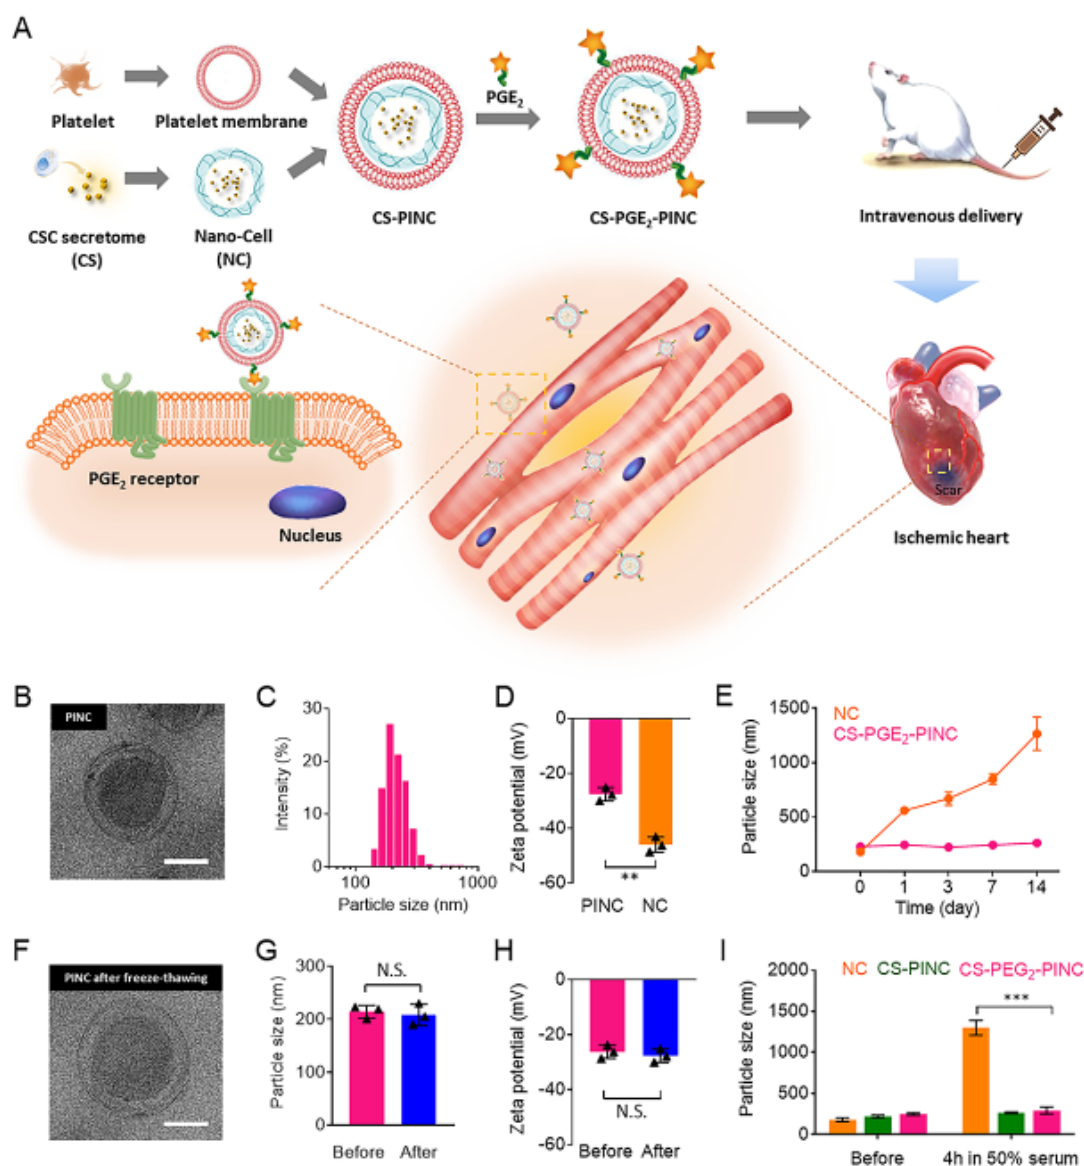 A
Platelet
Platelet membrane
PGE2
CSC secretome
(CS)
Nano-Cell
(NC)
CS-PINC
CS-PGE2-PINC
Intravenous delivery
PGE2 receptor
Nucleus
Scar
Ischemic heart
B
PINC
C
Intensity (%)
30
20
10
0
100
1000
Particle size (nm)
D
Zeta potential (mV)
0
-20
-40
-60
**
PINC
NC
E
NC
CS-PGE2-PINC
Particle size (nm)
1500
1000
500
0
0
1
3
7
14
Time (day)
F
PINC after freeze-thawing
G
Particle size (nm)
300
200
100
0
N.S.
Before
After
H
Zeta potential (mV)
0
-20
-40
-60
N.S.
Before
After
I
NC CS-PINC CS-PEG2-PINC
Particle size (nm)
2000
1500
1000
500
0
***
Before
4h in 50% serum